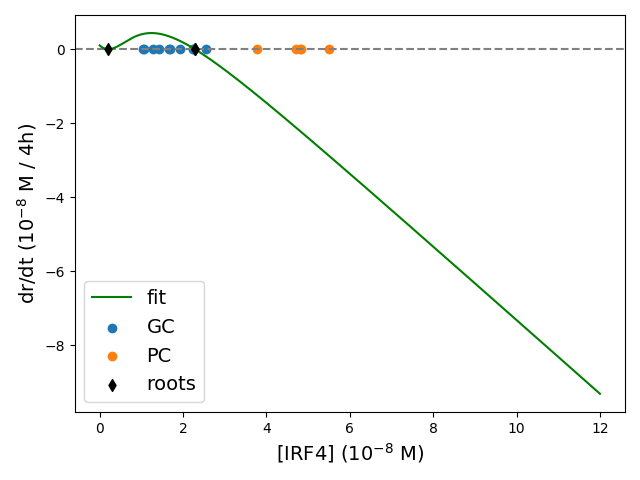 0
−2
−4
−6
−8
dr/dt (10⁻⁸ M / 4h)
fit
GC
PC
roots
0 2 4 6 8 10 12
[IRF4] (10⁻⁸ M)